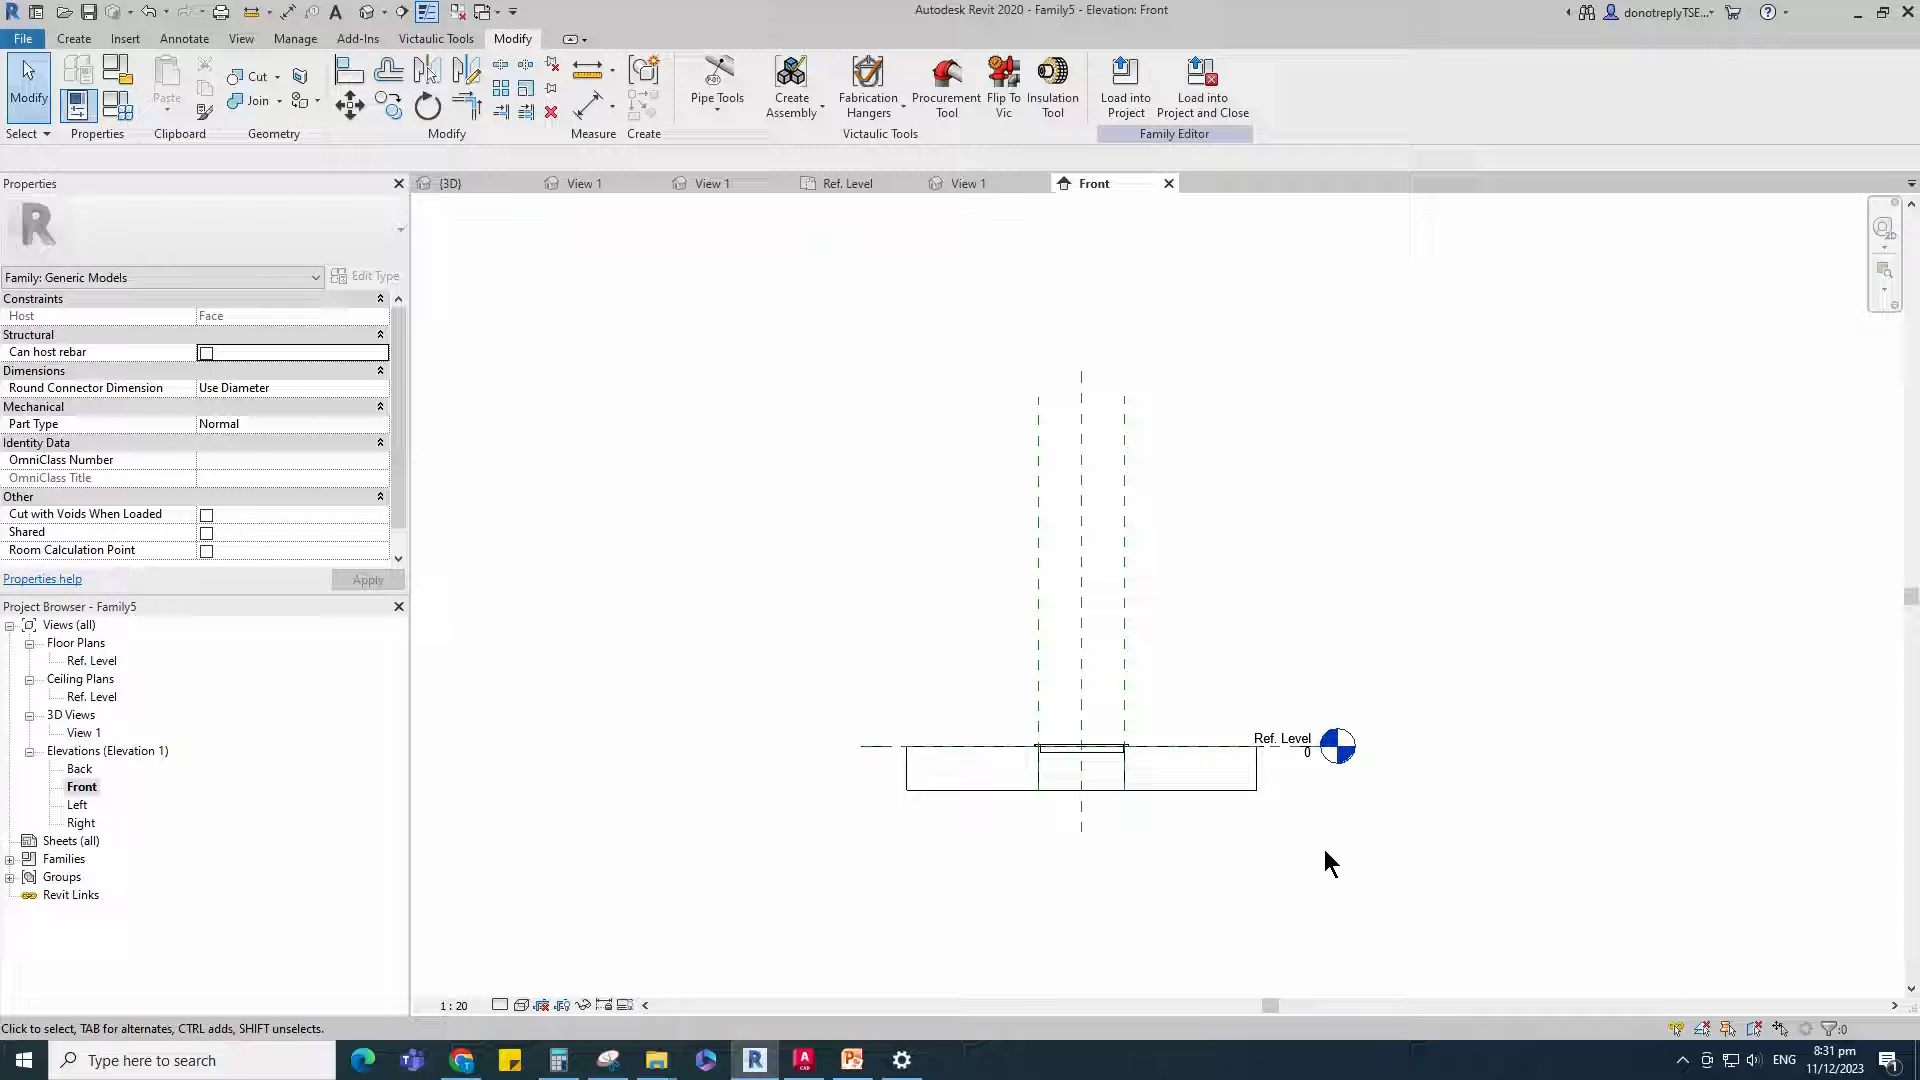 Autodesk Revit 2020 - Family5 - Elevation: Front
donotreplyTSE...
File Create Insert Annotate View Manage Add-Ins Victaulic Tools Modify
Modify
Paste
Cut
Join
Pipe Tools
Create Assembly
Fabrication Hangers
Procurement Tool
Flip To Vic
Insulation Tool
Load into Project
Load into Project and Close
Select Properties Clipboard Geometry Modify Measure Create Victaulic Tools Family Editor
Properties
{3D} View 1 View 1 Ref. Level View 1 Front
Family: Generic Models
Edit Type
Constraints
Host Face
Structural
Can host rebar
Dimensions
Round Connector Dimension Use Diameter
Mechanical
Part Type Normal
Identity Data
OmniClass Number
OmniClass Title
Other
Cut with Voids When Loaded
Shared
Room Calculation Point
Properties help Apply
Project Browser - Family5
Views (all)
Floor Plans
Ref. Level
Ceiling Plans
Ref. Level
3D Views
View 1
Elevations (Elevation 1)
Back
Front
Left
Right
Sheets (all)
Families
Groups
Revit Links
Ref. Level
0
1 : 20
Click to select, TAB for alternates, CTRL adds, SHIFT unselects.
:0
Type here to search
ENG
8:31 pm
11/12/2023
1